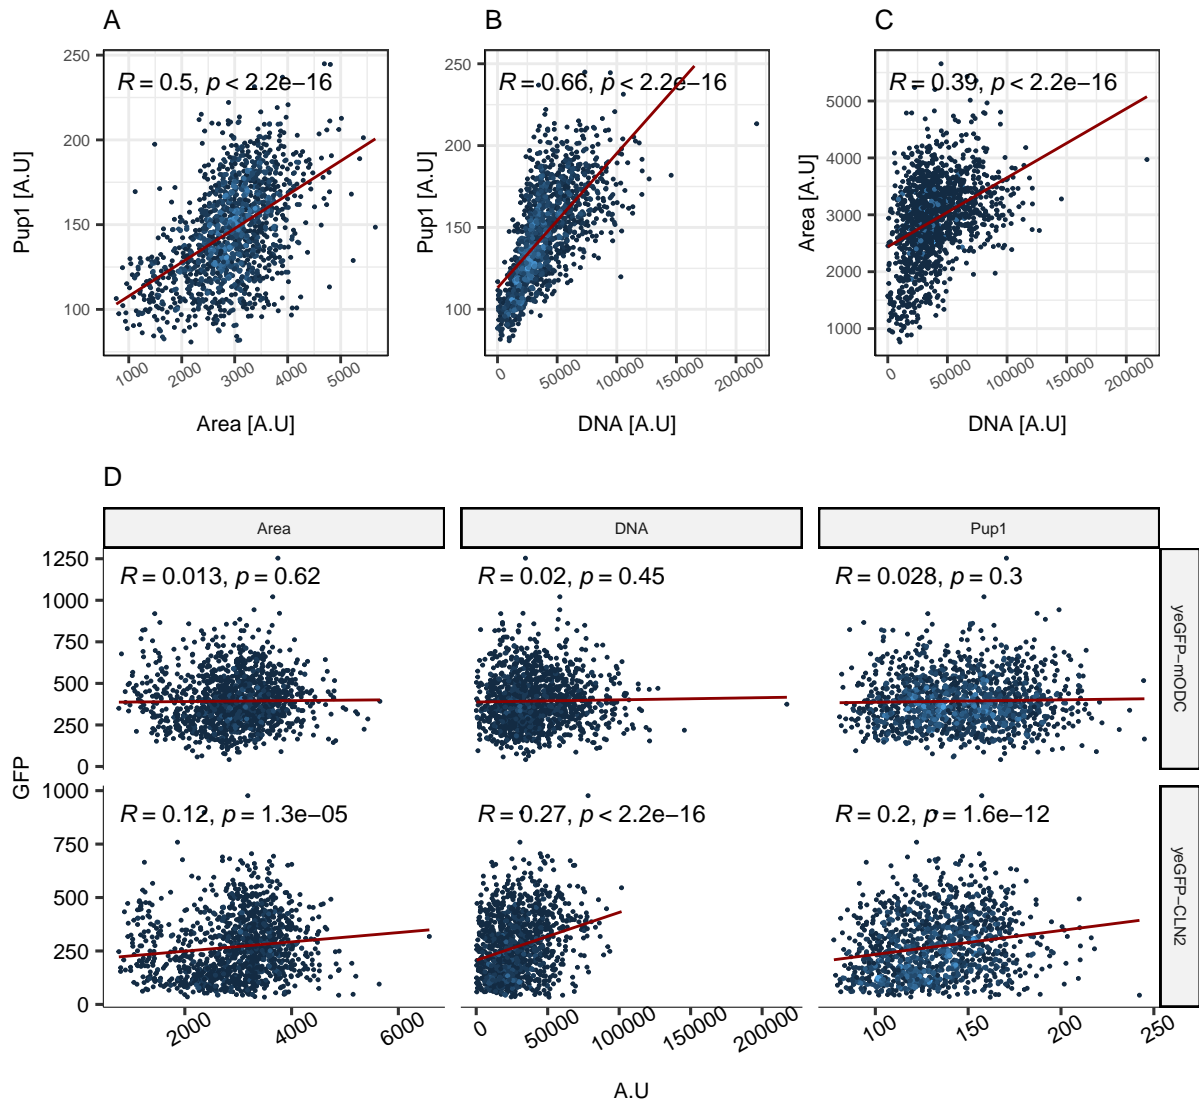 A
B
C
R = 0.5, p < 2.2e−16
R = 0.66, p < 2.2e−16
R = 0.39, p < 2.2e−16
Pup1 [A.U]
250
200
150
100
1000 2000 3000 4000 5000
Area [A.U]
Pup1 [A.U]
250
200
150
100
0 50000 100000 150000 200000
DNA [A.U]
Area [A.U]
5000
4000
3000
2000
1000
0 50000 100000 150000 200000
DNA [A.U]
D
Area
DNA
Pup1
GFP
1250
1000
750
500
250
0
R = 0.013, p = 0.62
R = 0.02, p = 0.45
R = 0.028, p = 0.3
yeGFP−mODC
1000
750
500
250
0
R = 0.12, p = 1.3e−05
R = 0.27, p < 2.2e−16
R = 0.2, p = 1.6e−12
yeGFP−CLN2
2000 4000 6000
0 50000 100000 150000 200000
100 150 200 250
A.U